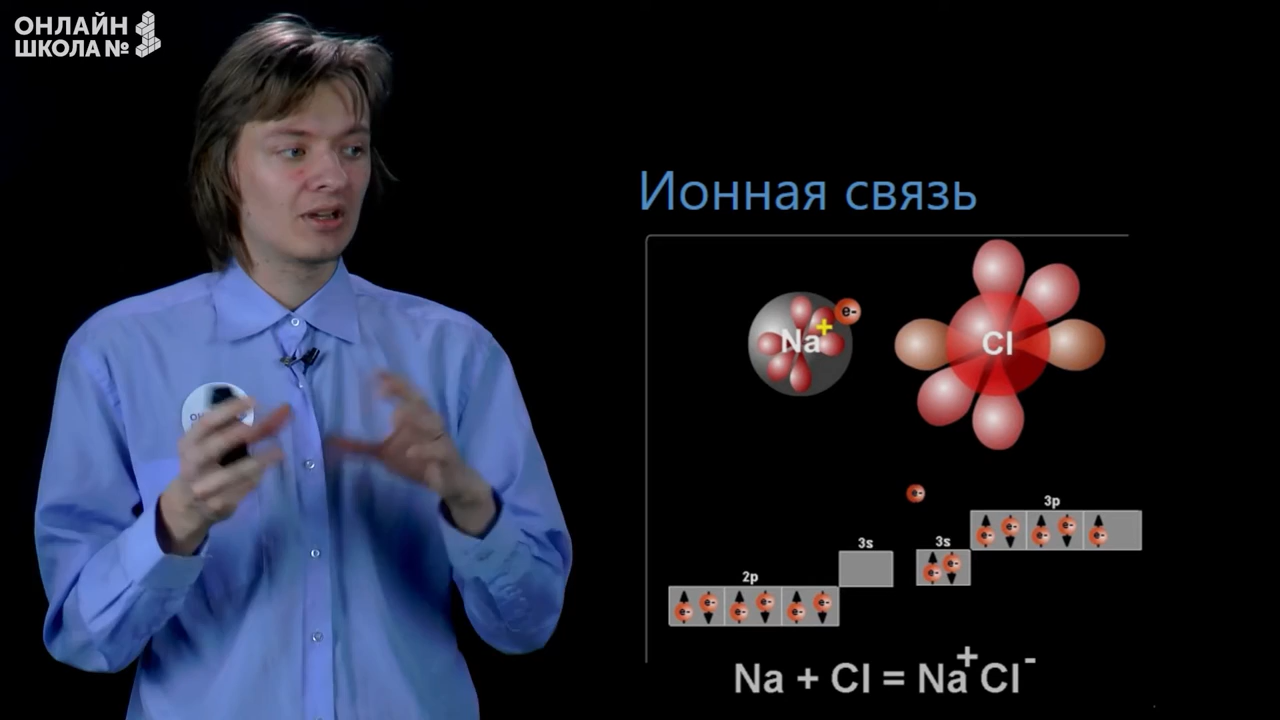 ОНЛАЙН
ШКОЛА №
Ионная связь
Na+
e-
Cl
e-
3p
e- e- e- e- e-
3s
3s
e- e-
2p
e- e- e- e- e- e-
Na + Cl = Na⁺Cl⁻